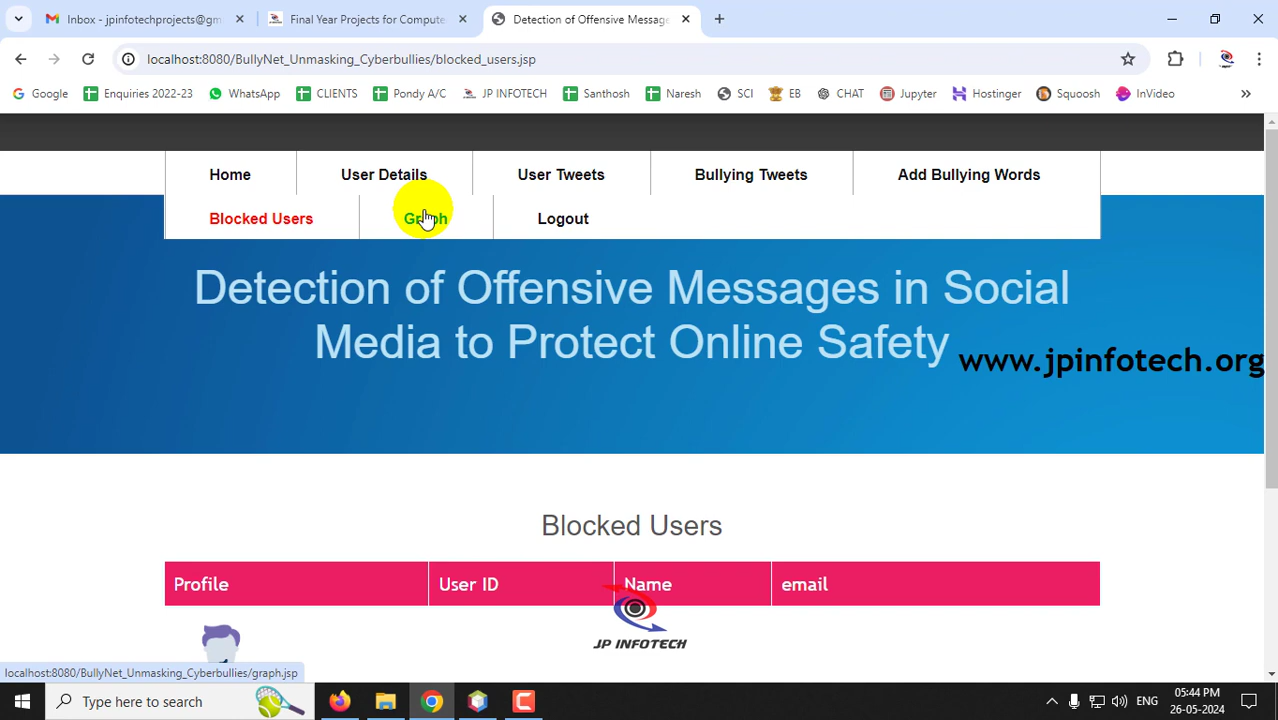 Inbox - jpinfotechprojects@gm
Final Year Projects for Compute
Detection of Offensive Message
localhost:8080/BullyNet_Unmasking_Cyberbullies/blocked_users.jsp
Google
Enquiries 2022-23
WhatsApp
CLIENTS
Pondy A/C
JP INFOTECH
Santhosh
Naresh
SCI
EB
CHAT
Jupyter
Hostinger
Squoosh
InVideo
Home
User Details
User Tweets
Bullying Tweets
Add Bullying Words
Blocked Users
Graph
Logout
Detection of Offensive Messages in Social
Media to Protect Online Safety
www.jpinfotech.org
Blocked Users
Profile
User ID
Name
email
JP INFOTECH
localhost:8080/BullyNet_Unmasking_Cyberbullies/graph.jsp
Type here to search
ENG
05:44 PM
26-05-2024